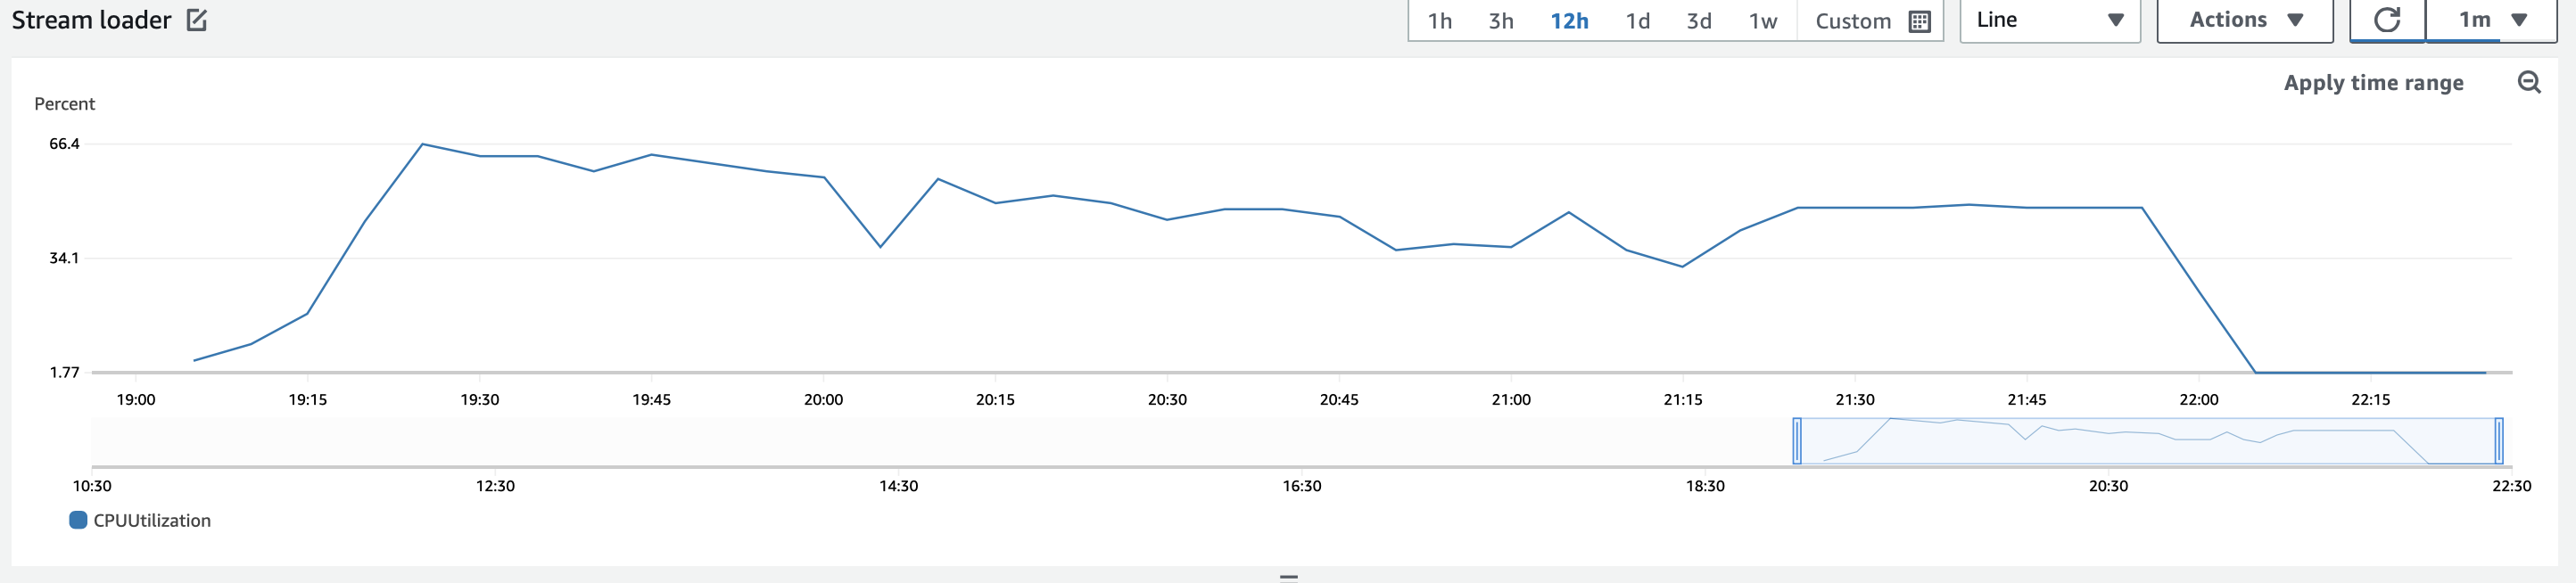 Stream loader
1h 3h 12h 1d 3d 1w Custom Line Actions 1m
Apply time range
Percent
66.4
34.1
1.77
19:00 19:15 19:30 19:45 20:00 20:15 20:30 20:45 21:00 21:15 21:30 21:45 22:00 22:15
10:30 12:30 14:30 16:30 18:30 20:30 22:30
CPUUtilization